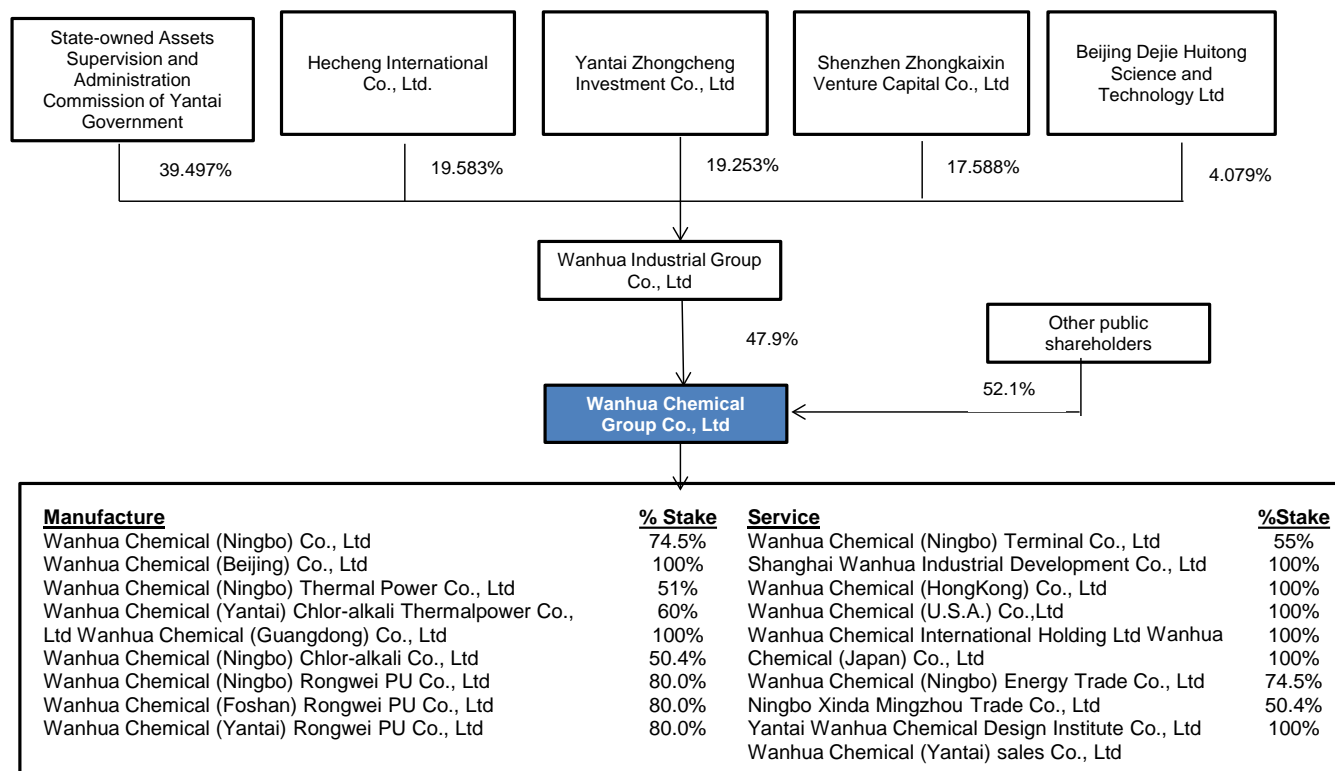 State-owned Assets
Supervision and
Administration
Commission of Yantai
Government
Hecheng International
Co., Ltd.
Yantai Zhongcheng
Investment Co., Ltd
Shenzhen Zhongkaixin
Venture Capital Co., Ltd
Beijing Dejie Huitong
Science and
Technology Ltd
39.497%
19.583%
19.253%
17.588%
4.079%
Wanhua Industrial Group
Co., Ltd
47.9%
Other public
shareholders
52.1%
Wanhua Chemical
Group Co., Ltd
Manufacture % Stake
Wanhua Chemical (Ningbo) Co., Ltd 74.5%
Wanhua Chemical (Beijing) Co., Ltd 100%
Wanhua Chemical (Ningbo) Thermal Power Co., Ltd 51%
Wanhua Chemical (Yantai) Chlor-alkali Thermalpower Co., 60%
Ltd Wanhua Chemical (Guangdong) Co., Ltd 100%
Wanhua Chemical (Ningbo) Chlor-alkali Co., Ltd 50.4%
Wanhua Chemical (Ningbo) Rongwei PU Co., Ltd 80.0%
Wanhua Chemical (Foshan) Rongwei PU Co., Ltd 80.0%
Wanhua Chemical (Yantai) Rongwei PU Co., Ltd 80.0%
Service %Stake
Wanhua Chemical (Ningbo) Terminal Co., Ltd 55%
Shanghai Wanhua Industrial Development Co., Ltd 100%
Wanhua Chemical (HongKong) Co., Ltd 100%
Wanhua Chemical (U.S.A.) Co.,Ltd 100%
Wanhua Chemical International Holding Ltd Wanhua 100%
Chemical (Japan) Co., Ltd 100%
Wanhua Chemical (Ningbo) Energy Trade Co., Ltd 74.5%
Ningbo Xinda Mingzhou Trade Co., Ltd 50.4%
Yantai Wanhua Chemical Design Institute Co., Ltd 100%
Wanhua Chemical (Yantai) sales Co., Ltd